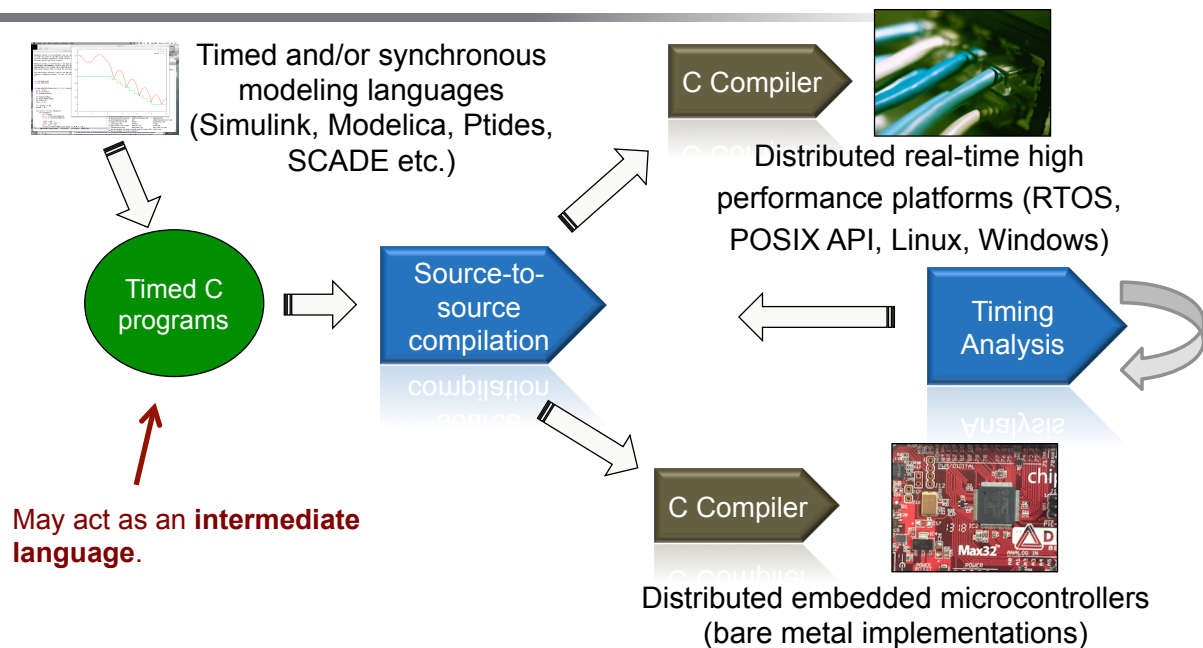 Timed and/or synchronous
modeling languages
(Simulink, Modelica, Ptides,
SCADE etc.)
C Compiler
Distributed real-time high
performance platforms (RTOS,
POSIX API, Linux, Windows)
Timed C
programs
Source-to-
source
compilation
Timing
Analysis
May act as an intermediate
language.
C Compiler
chip
Max32
Distributed embedded microcontrollers
(bare metal implementations)